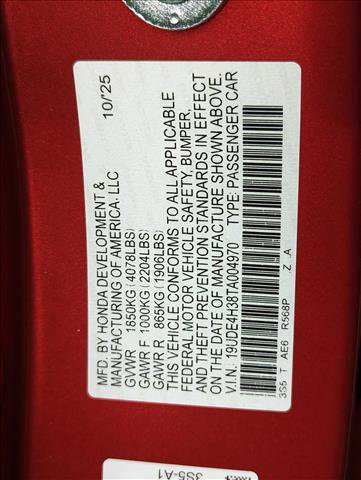 MFD. BY HONDA DEVELOPMENT & 10/'25
MANUFACTURING OF AMERICA, LLC
GVWR 1850KG (4078LBS)
GAWR F 1000KG (2204LBS)
GAWR R 865KG (1906LBS)
THIS VEHICLE CONFORMS TO ALL APPLICABLE
FEDERAL MOTOR VEHICLE SAFETY, BUMPER,
AND THEFT PREVENTION STANDARDS IN EFFECT
ON THE DATE OF MANUFACTURE SHOWN ABOVE.
V.I.N.: 19UDE4H38TA004970 TYPE: PASSENGER CAR
3S5 T AE6 R568P .Z .A
3S5-A1